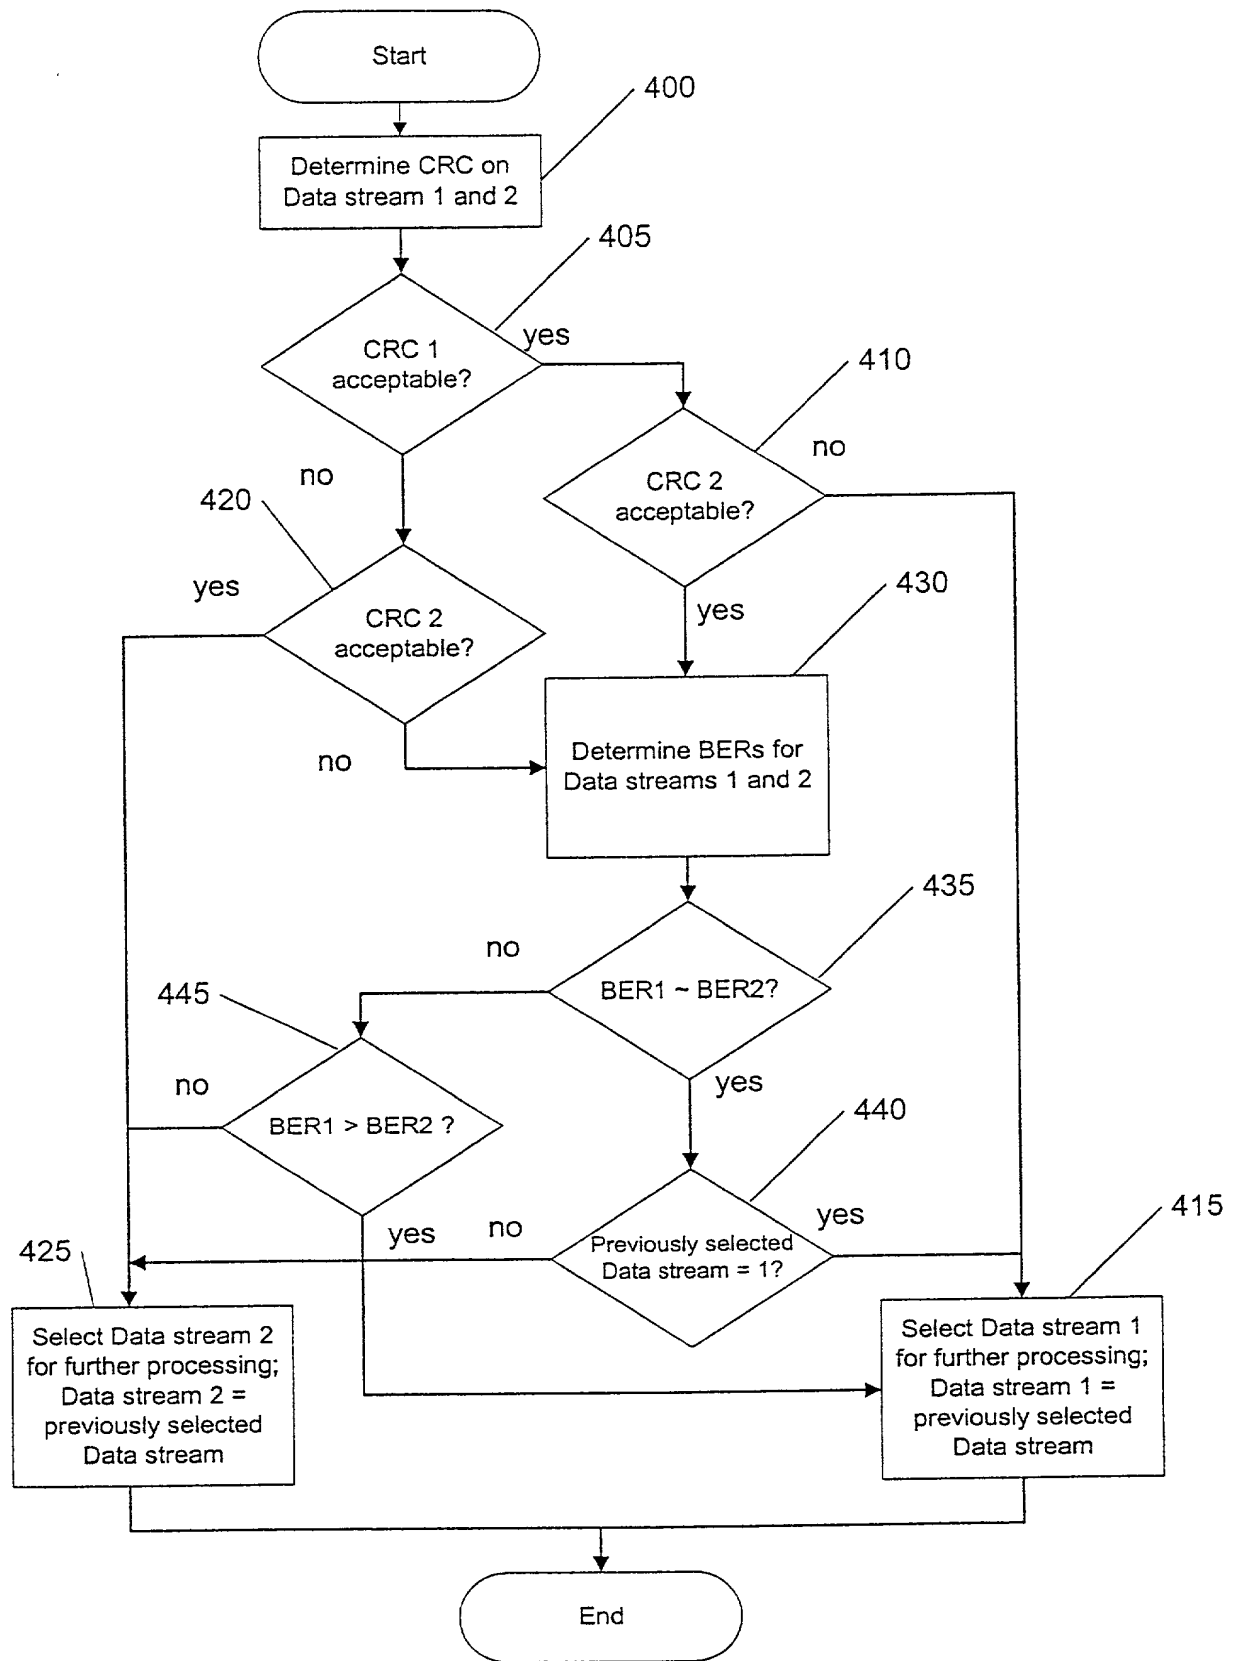 Start
400
Determine CRC on
Data stream 1 and 2
405
yes
CRC 1
acceptable?
410
no
no
CRC 2
acceptable?
420
yes
430
yes
CRC 2
acceptable?
no
Determine BERs for
Data streams 1 and 2
435
no
BER1 ~ BER2?
445
yes
no
440
BER1 > BER2 ?
yes
415
yes
no
425
Previously selected
Data stream = 1?
Select Data stream 2
for further processing;
Data stream 2 =
previously selected
Data stream
Select Data stream 1
for further processing;
Data stream 1 =
previously selected
Data stream
End